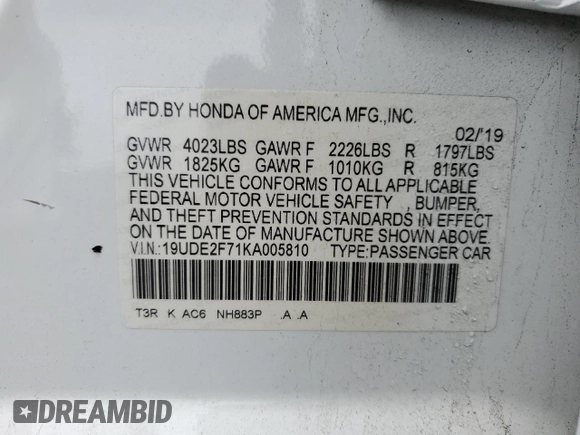 MFD.BY HONDA OF AMERICA MFG.,INC.
02/'19
GVWR 4023LBS GAWR F 2226LBS R 1797LBS
GVWR 1825KG GAWR F 1010KG R 815KG
THIS VEHICLE CONFORMS TO ALL APPLICABLE
FEDERAL MOTOR VEHICLE SAFETY , BUMPER,
AND THEFT PREVENTION STANDARDS IN EFFECT
ON THE DATE OF MANUFACTURE SHOWN ABOVE.
V.I.N.:19UDE2F71KA005810 TYPE:PASSENGER CAR
T3R K AC6 NH883P .A .A
DREAMBID